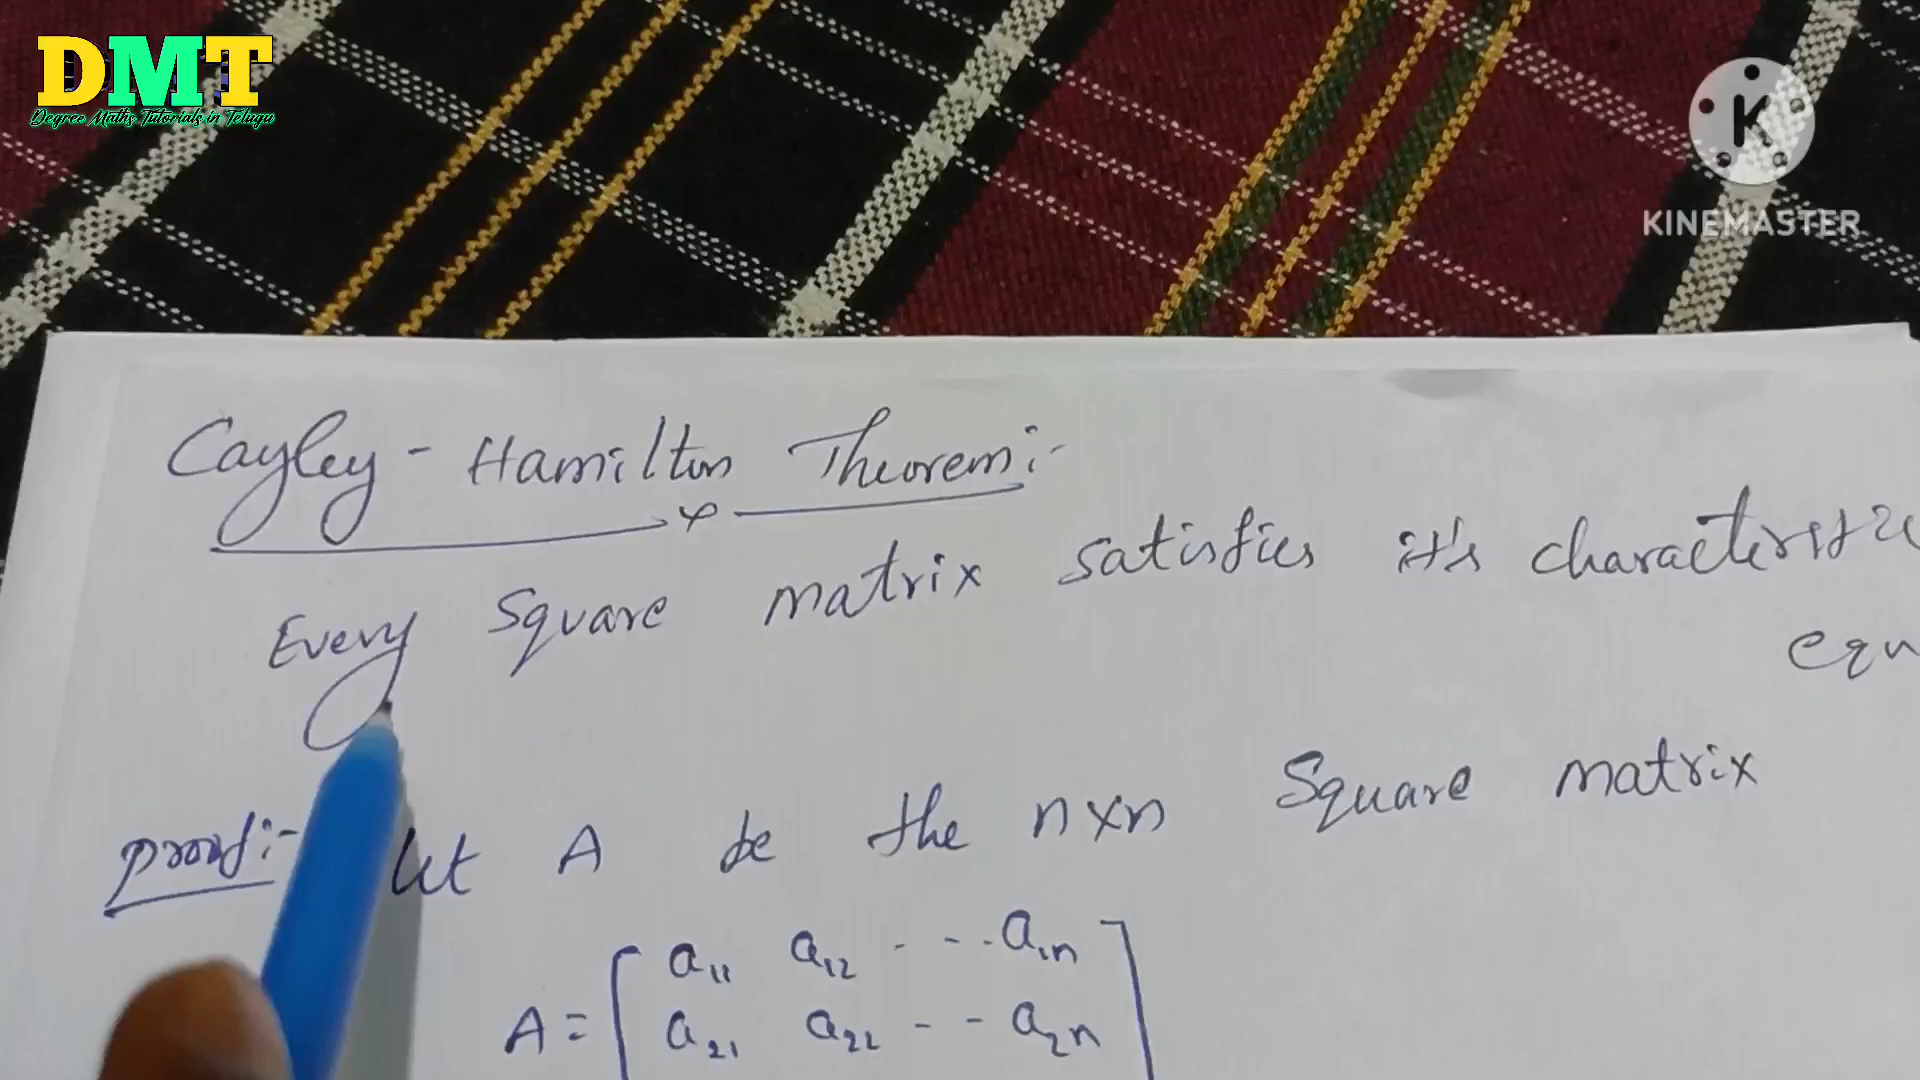 DMT
Degree Maths Tutorials in Telugu
K
KINEMASTER
Cayley - Hamilton Theorem :-
Every Square matrix satisfies it's characteristic
equ
proof :- let A be the n x n Square matrix
A = [ a11 a12 - - - a1n ]
a21 a22 - - a2n